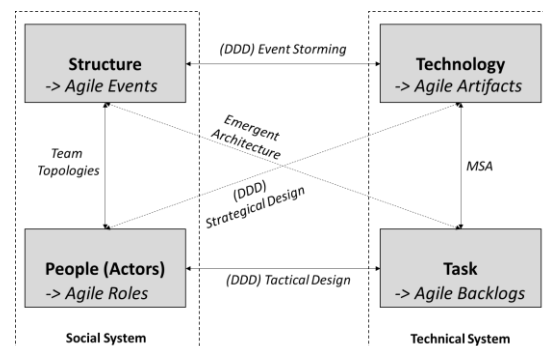 Structure
-> Agile Events
(DDD) Event Storming
Technology
-> Agile Artifacts
Emergent
Architecture
Team
Topologies
MSA
(DDD)
Strategical Design
People (Actors)
-> Agile Roles
(DDD) Tactical Design
Task
-> Agile Backlogs
Social System
Technical System